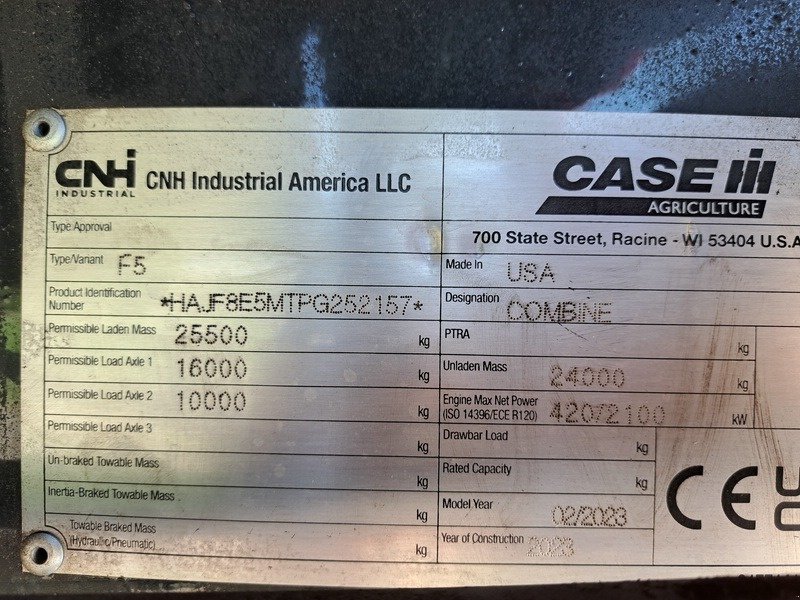 CNH
INDUSTRIAL
CNH Industrial America LLC
CASE IH
AGRICULTURE
700 State Street, Racine - WI 53404 U.S.A
Type Approval
Type/Variant F5
Made In USA
Product Identification
Number *HAJF8E5MTPG252157*
Designation COMBINE
Permissible Laden Mass 25500 kg
PTRA kg
Permissible Load Axle 1 16000 kg
Unladen Mass 24000 kg
Permissible Load Axle 2 10000 kg
Engine Max Net Power
(ISO 14396/ECE R120) 420/2100 kW
Permissible Load Axle 3 kg
Drawbar Load kg
Un-braked Towable Mass kg
Rated Capacity kg
Inertia-Braked Towable Mass kg
Model Year 02/2023
Towable Braked Mass
(Hydraulic/Pneumatic) kg
Year of Construction 2023
CE